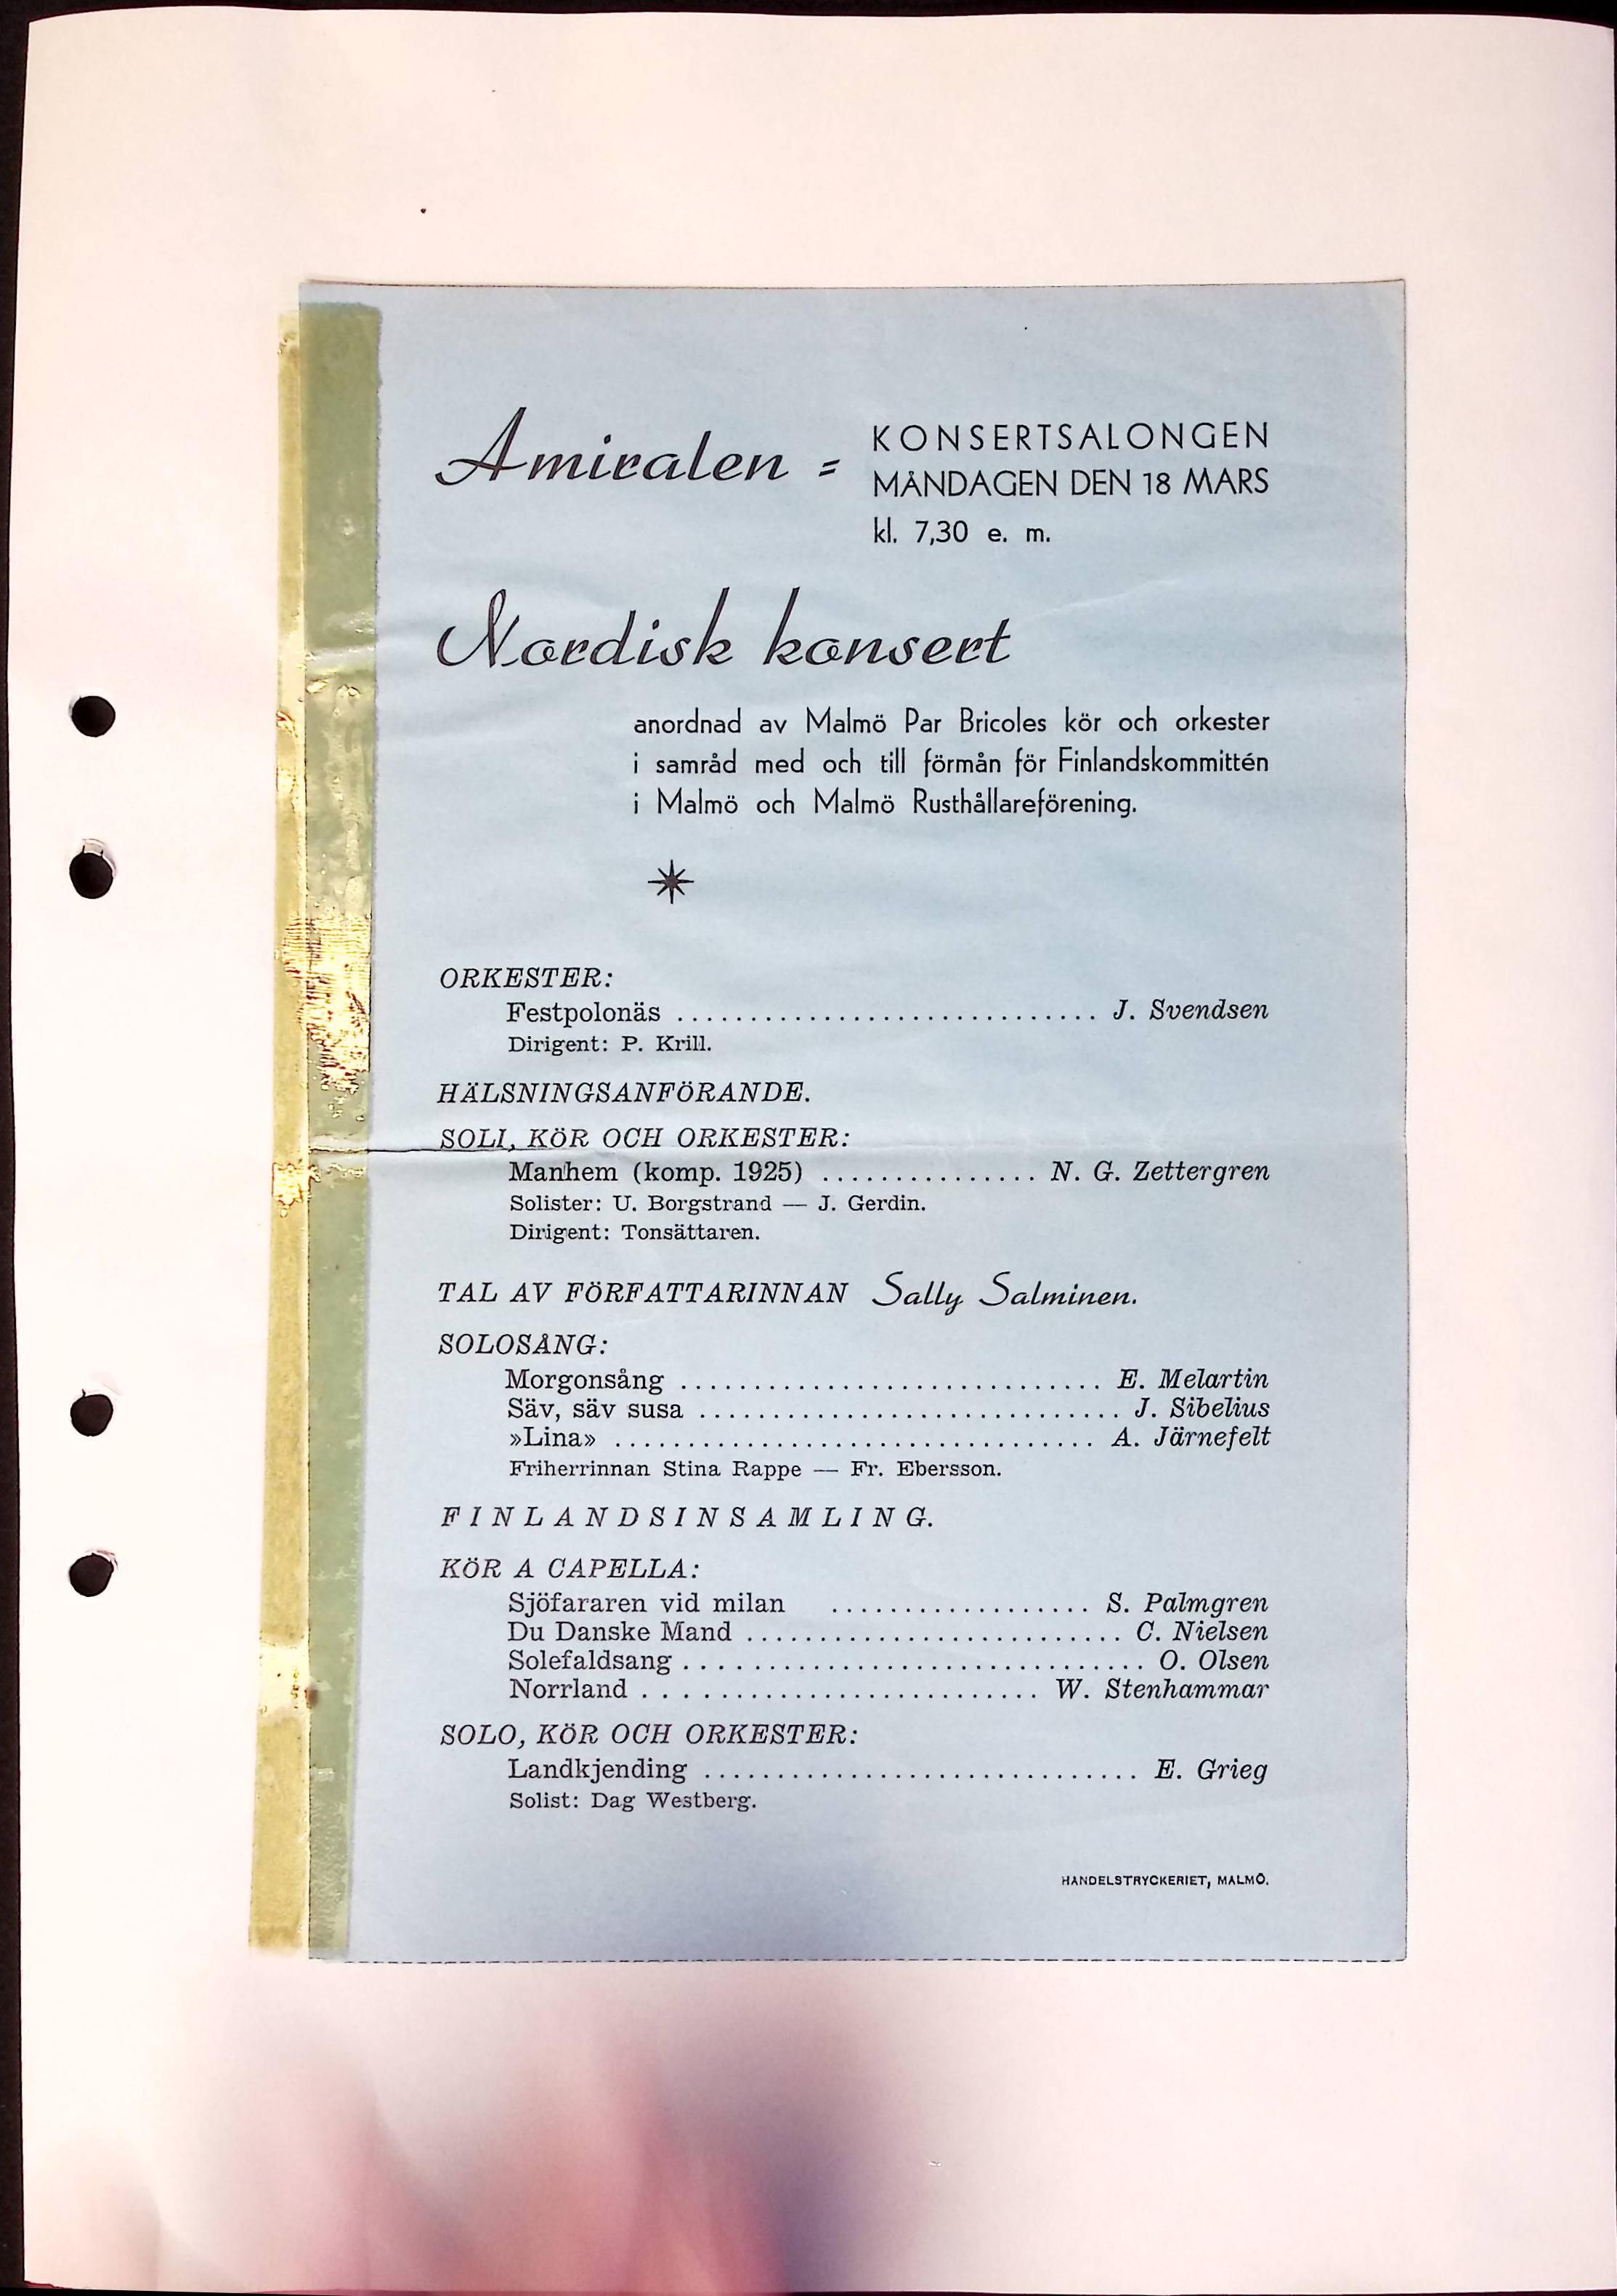 Amiralen = KONSERTSALONGEN
MÅNDAGEN DEN 18 MARS
kl. 7,30 e. m.
Nordisk konsert
anordnad av Malmö Par Bricoles kör och orkester
i samråd med och till förmån för Finlandskommittén
i Malmö och Malmö Rusthållareförening.
ORKESTER:
Festpolonäs ............................. J. Svendsen
Dirigent: P. Krill.
HÄLSNINGSANFÖRANDE.
SOLI, KÖR OCH ORKESTER:
Manhem (komp. 1925) ............... N. G. Zettergren
Solister: U. Borgstrand — J. Gerdin.
Dirigent: Tonsättaren.
TAL AV FÖRFATTARINNAN Sally Salminen.
SOLOSÅNG:
Morgonsång ............................. E. Melartin
Säv, säv susa ............................. J. Sibelius
»Lina» ................................. A. Järnefelt
Friherrinnan Stina Rappe — Fr. Ebersson.
FINLANDSINSAMLING.
KÖR A CAPELLA:
Sjöfararen vid milan .................. S. Palmgren
Du Danske Mand .......................... C. Nielsen
Solefaldsang ................................ O. Olsen
Norrland ............................ W. Stenhammar
SOLO, KÖR OCH ORKESTER:
Landkjending .............................. E. Grieg
Solist: Dag Westberg.
HANDELSTRYCKERIET, MALMÖ.